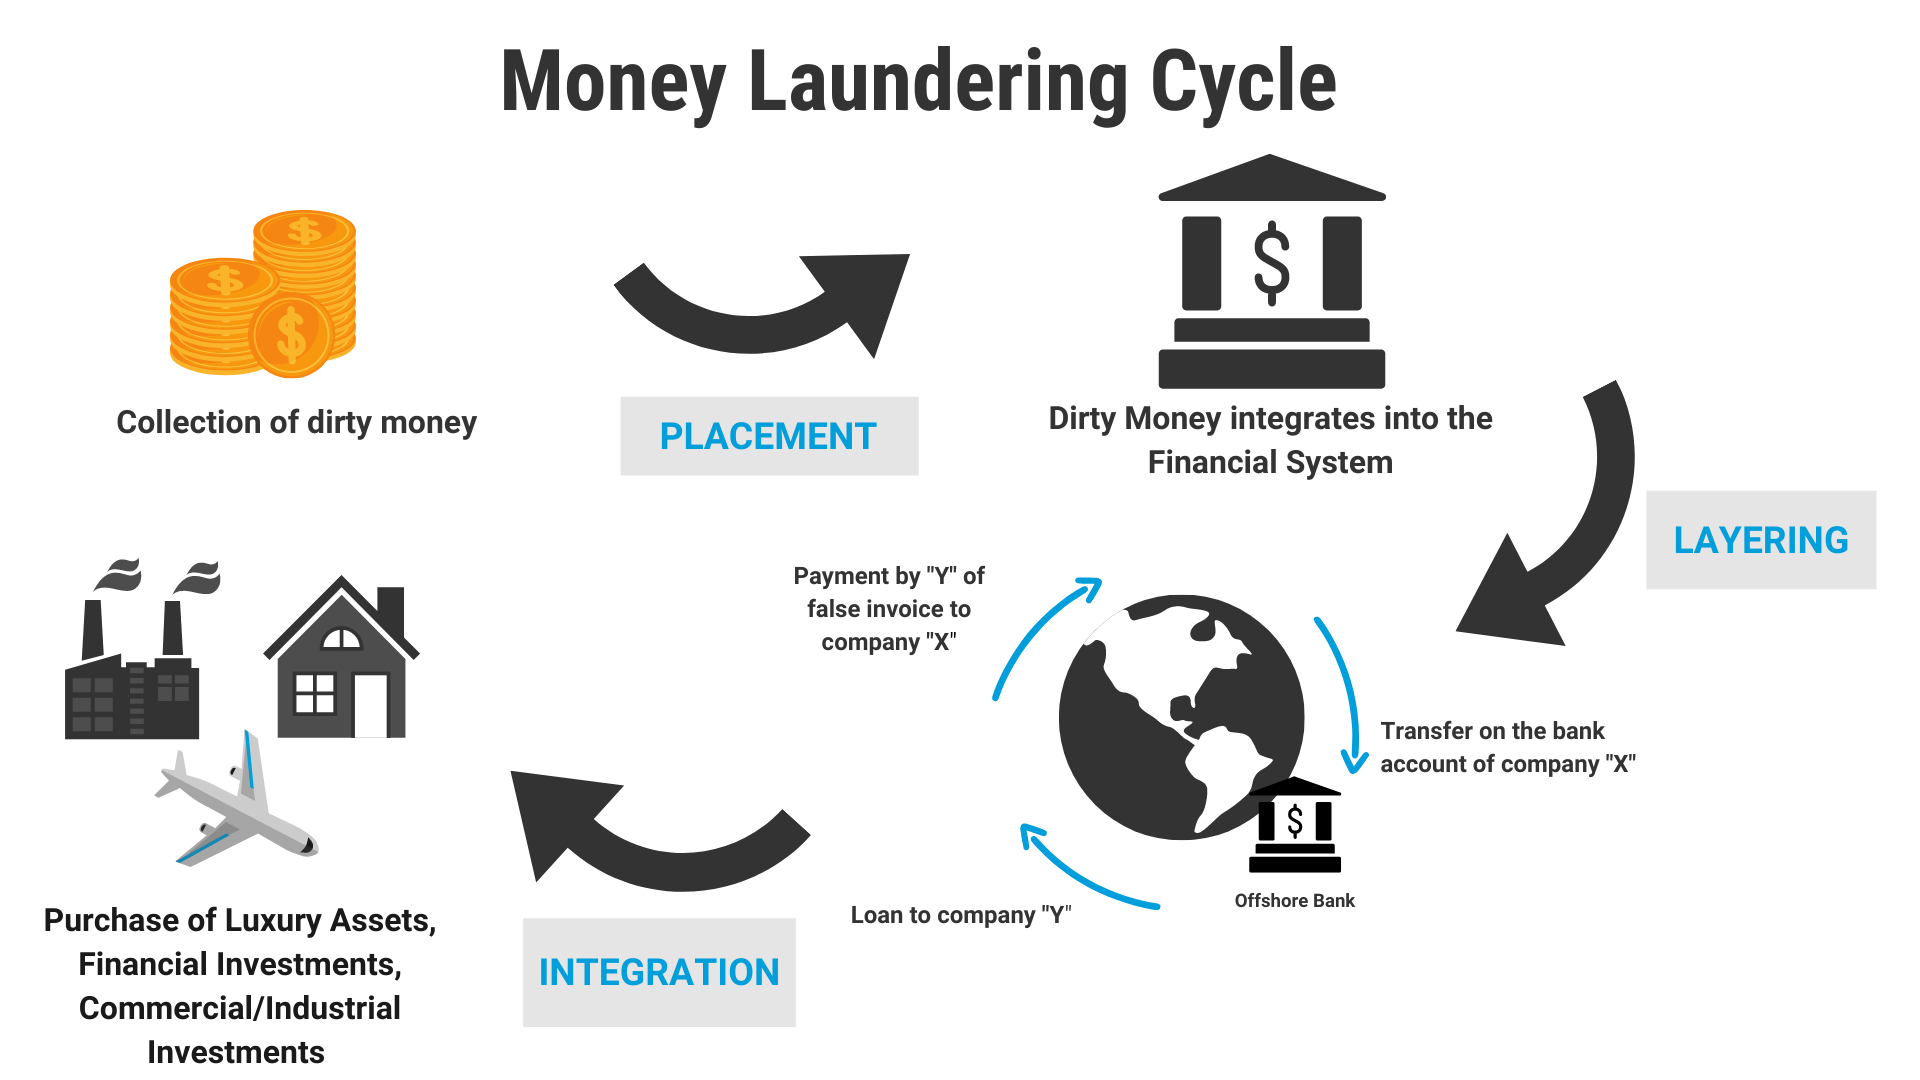 Money Laundering Cycle
Collection of dirty money
PLACEMENT
$
Dirty Money integrates into the
Financial System
LAYERING
Payment by "Y" of
false invoice to
company "X"
Transfer on the bank
account of company "X"
$
Offshore Bank
Loan to company "Y"
INTEGRATION
Purchase of Luxury Assets,
Financial Investments,
Commercial/Industrial
Investments